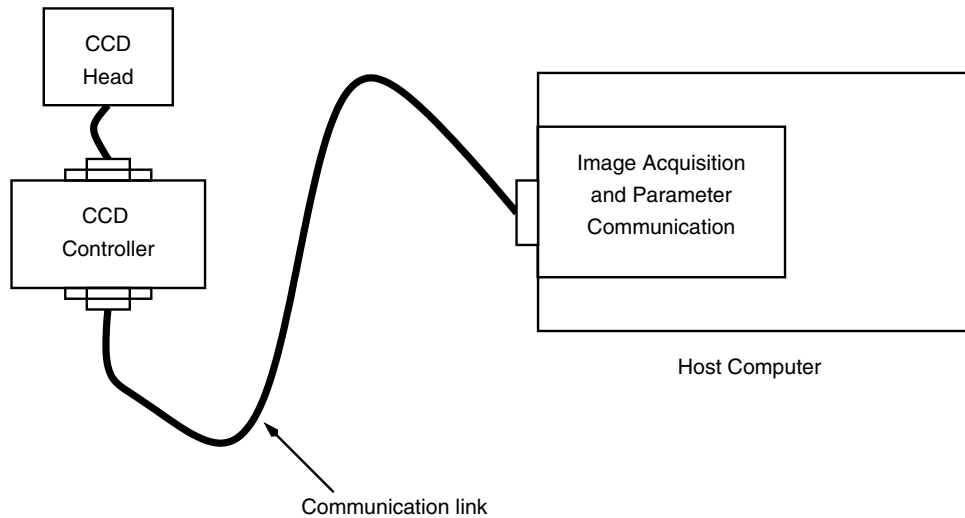 CCD
Head
CCD
Controller
Image Acquisition
and Parameter
Communication
Host Computer
Communication link